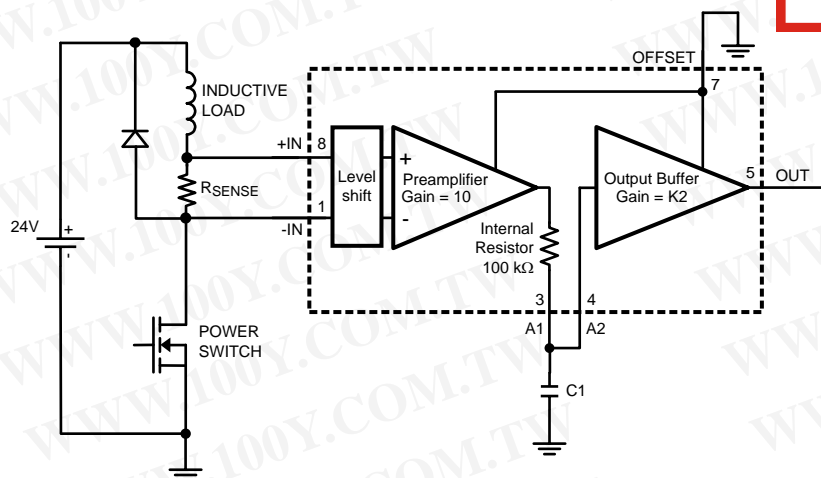 OFFSET
7
INDUCTIVE
LOAD
+IN
8
RSENSE
Level
shift
+
-
Preamplifier
Gain = 10
Output Buffer
Gain = K2
5
OUT
1
-IN
24V
+
-
Internal
Resistor
100 kΩ
3
4
A1
A2
POWER
SWITCH
C1
WWW.100Y.COM.TW